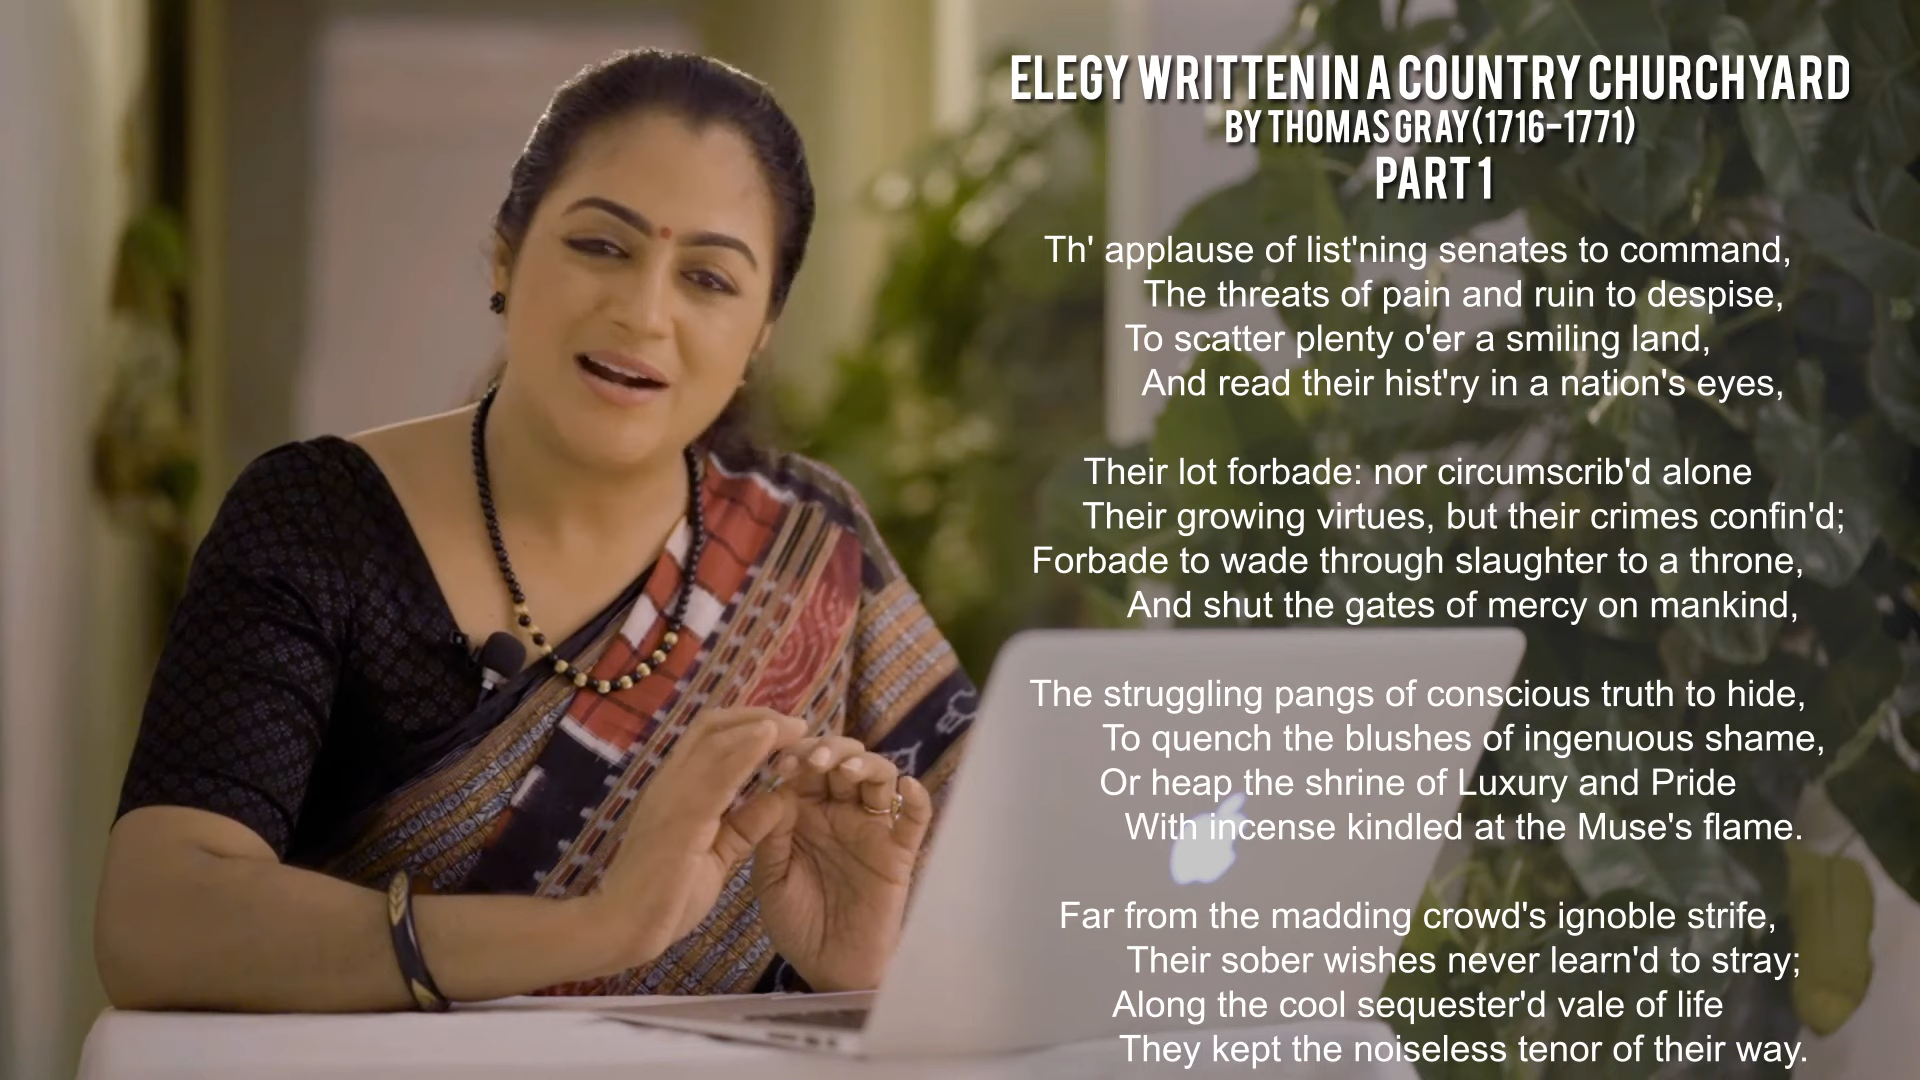 ELEGY WRITTEN IN A COUNTRY CHURCHYARD
BY THOMAS GRAY (1716-1771)
PART 1
Th' applause of list'ning senates to command,
The threats of pain and ruin to despise,
To scatter plenty o'er a smiling land,
And read their hist'ry in a nation's eyes,
Their lot forbade: nor circumscrib'd alone
Their growing virtues, but their crimes confin'd;
Forbade to wade through slaughter to a throne,
And shut the gates of mercy on mankind,
The struggling pangs of conscious truth to hide,
To quench the blushes of ingenuous shame,
Or heap the shrine of Luxury and Pride
With incense kindled at the Muse's flame.
Far from the madding crowd's ignoble strife,
Their sober wishes never learn'd to stray;
Along the cool sequester'd vale of life
They kept the noiseless tenor of their way.